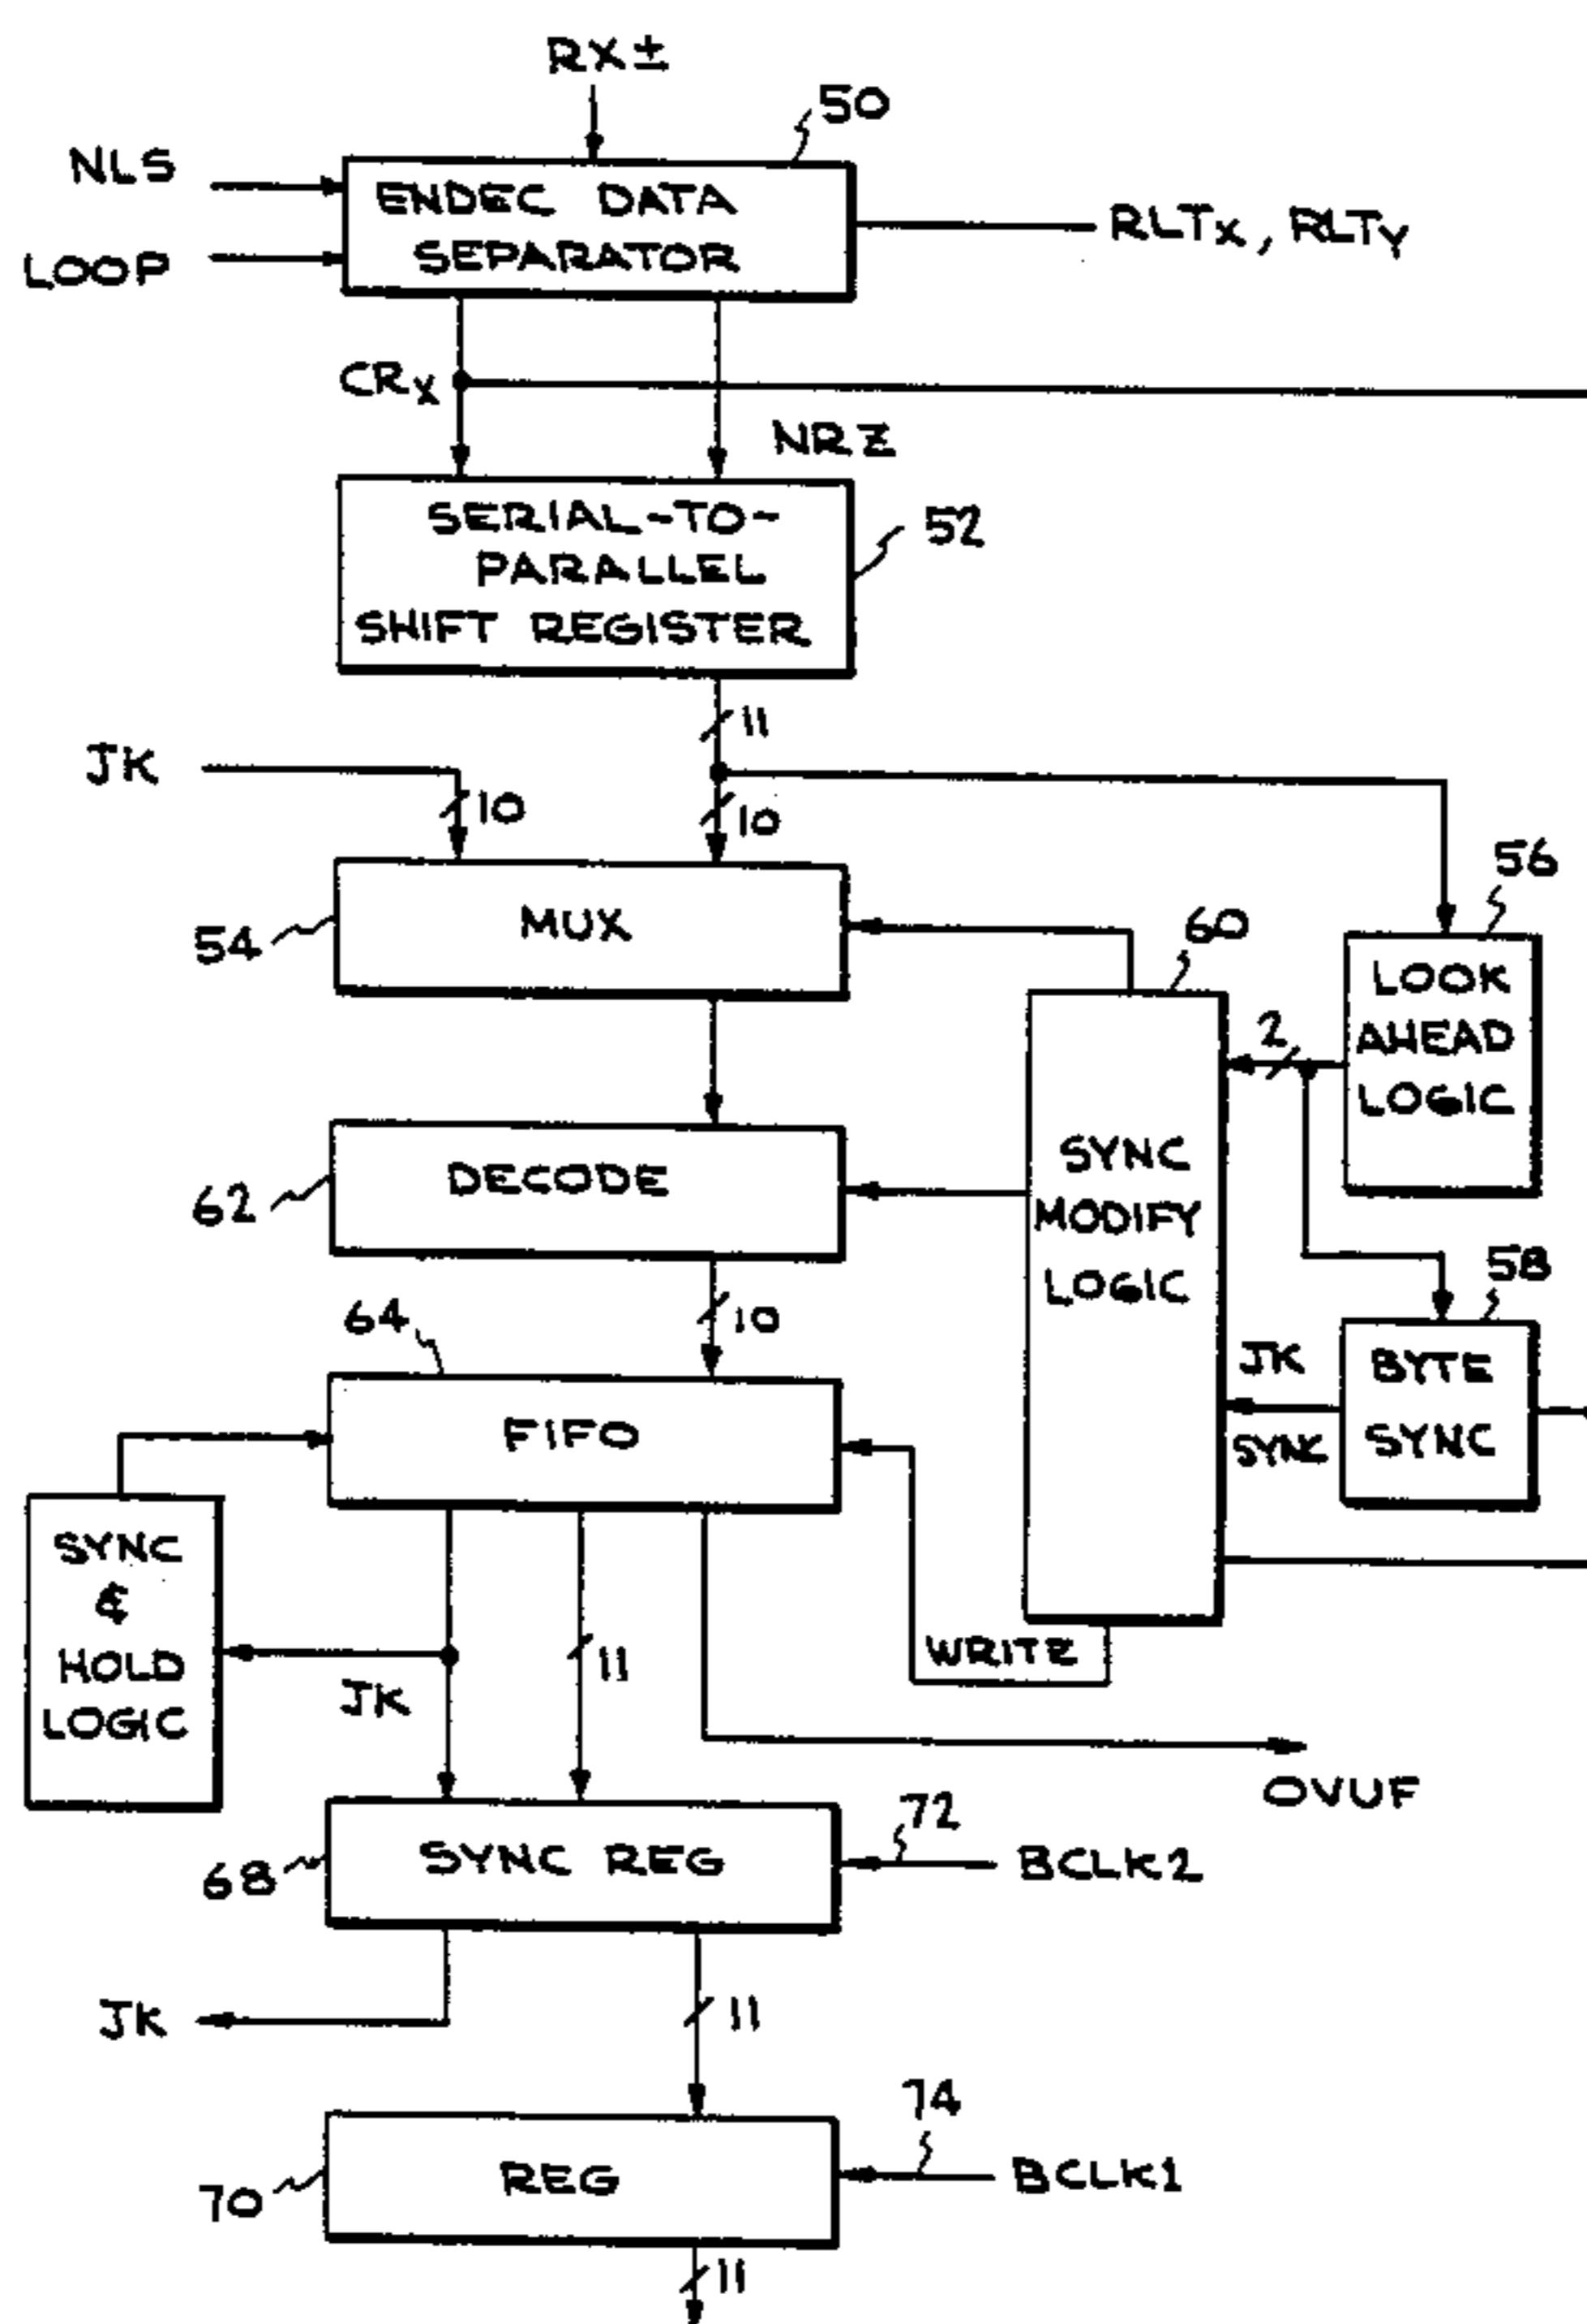 RX ±
50
NLS
ENDEC DATA
SEPARATOR
RLTX, RLTY
LOOP
CRX
NRZ
SERIAL-TO-
PARALLEL
SHIFT REGISTER
52
11
JK
10
10
56
MUX
54
60
LOOK
AHEAD
LOGIC
2
DECODE
62
SYNC
MODIFY
LOGIC
58
10
64
JK
BYTE
SYNC
FIFO
SYNC
SYNC
&
HOLD
LOGIC
11
WRITE
JK
OVUF
72
SYNC REG
68
BCLK2
JK
11
74
REG
70
BCLK1
11